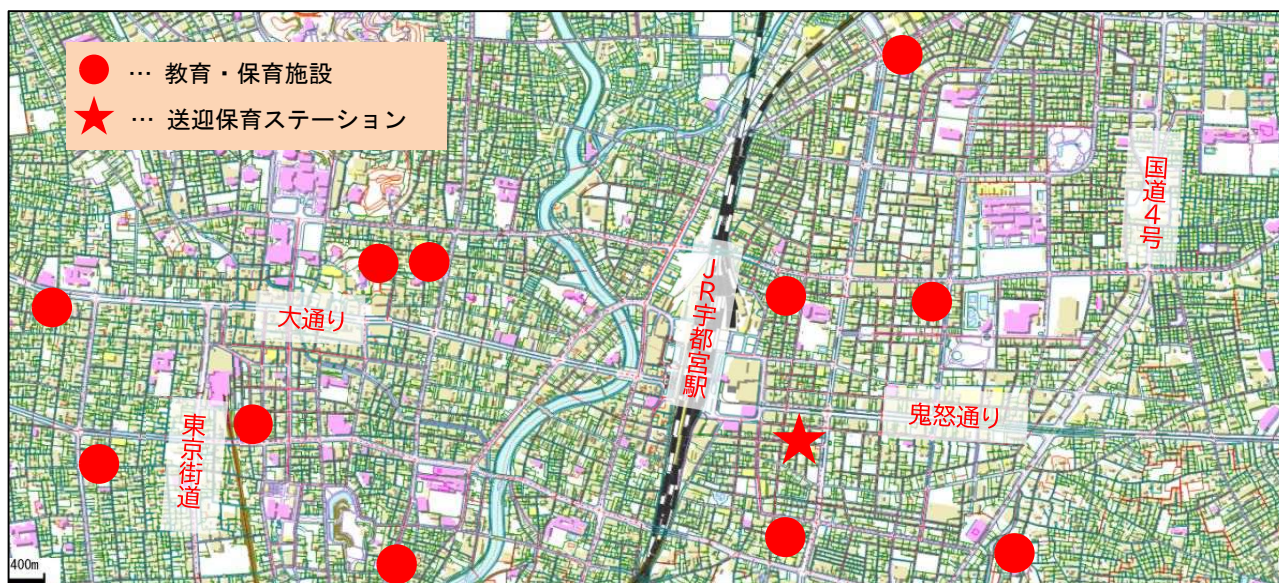 … 教育・保育施設
… 送迎保育ステーション
国道4号
JR宇都宮駅
大通り
鬼怒通り
東京街道
400m